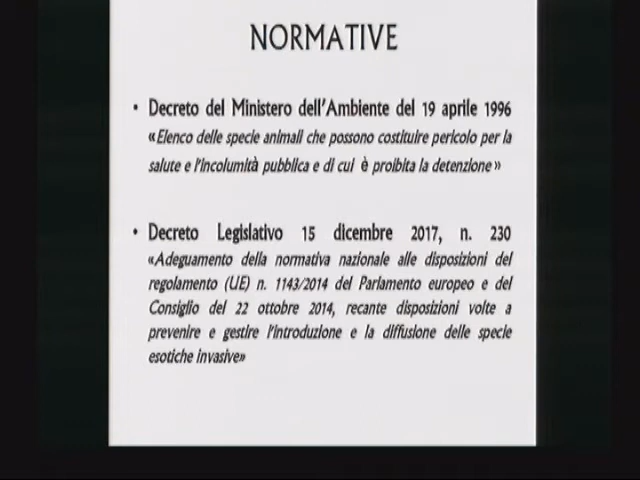 NORMATIVE
• Decreto del Ministero dell'Ambiente del 19 aprile 1996
«Elenco delle specie animali che possono costituire pericolo per la
salute e l'incolumità pubblica e di cui è proibita la detenzione»
• Decreto Legislativo 15 dicembre 2017, n. 230
«Adeguamento della normativa nazionale alle disposizioni del
regolamento (UE) n. 1143/2014 del Parlamento europeo e del
Consiglio del 22 ottobre 2014, recante disposizioni volte a
prevenire e gestire l'introduzione e la diffusione delle specie
esotiche invasive»